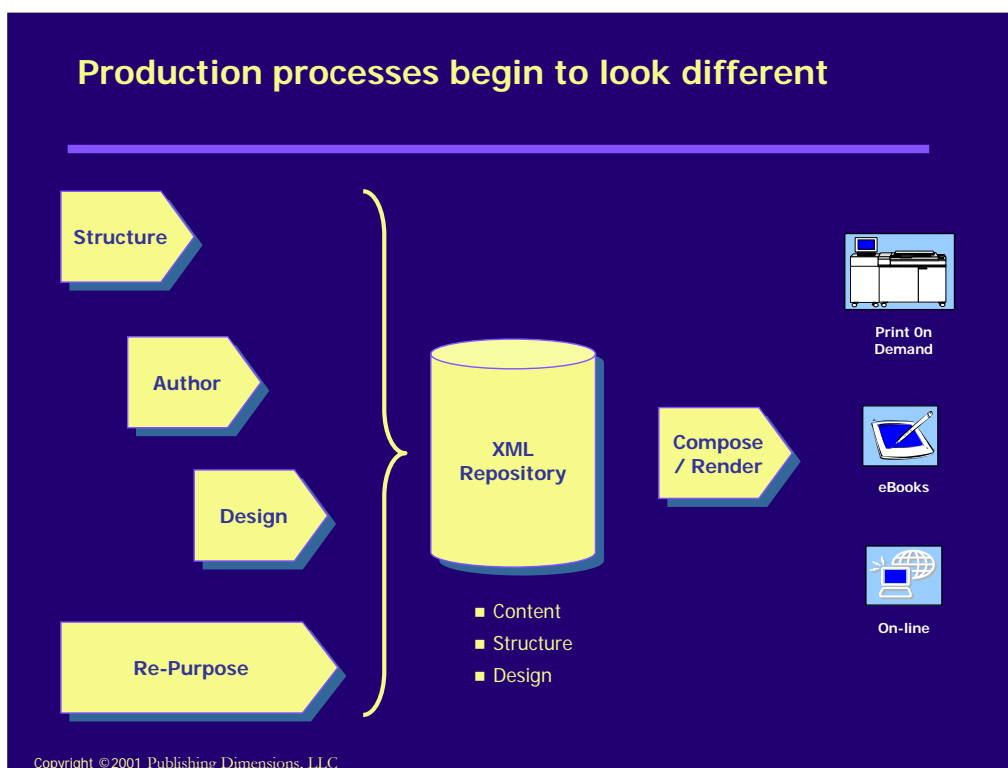 Production processes begin to look different
Structure
Author
Design
Re-Purpose
XML
Repository
Content
Structure
Design
Compose
/ Render
Print On
Demand
eBooks
On-line
Copyright ©2001 Publishing Dimensions, LLC